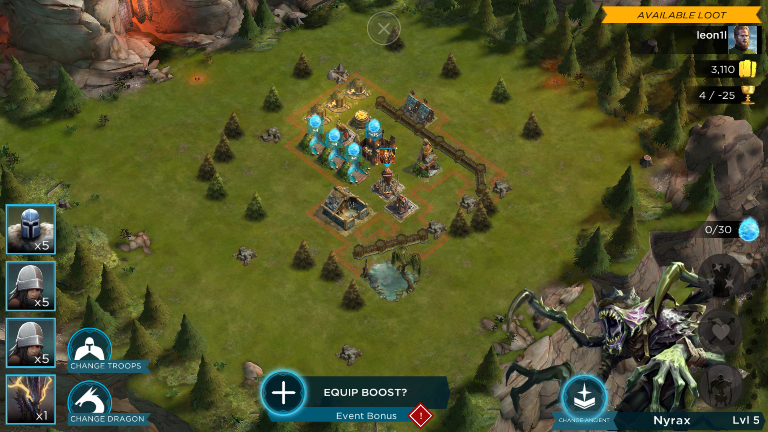 AVAILABLE LOOT
leon1l
3,110
4 / -25
x5
x5
x5
x1
0/30
CHANGE TROOPS
CHANGE DRAGON
EQUIP BOOST?
Event Bonus
!
CHANGE ANCIENT
Nyrax
Lvl 5